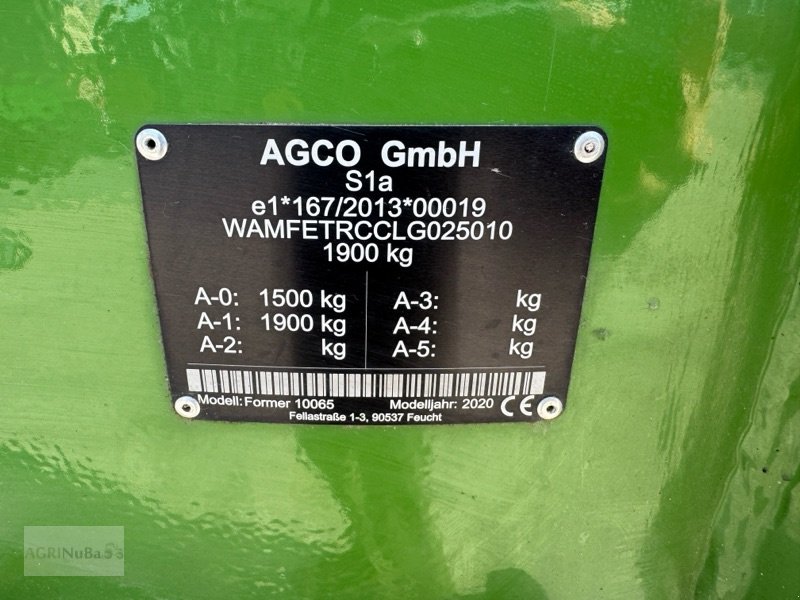 AGCO GmbH
S1a
e1*167/2013*00019
WAMFETRCCLG025010
1900 kg
A-0: 1500 kg
A-1: 1900 kg
A-2: kg
A-3: kg
A-4: kg
A-5: kg
Modell: Former 10065 Modelljahr: 2020 CE
Fellastraße 1-3, 90537 Feucht